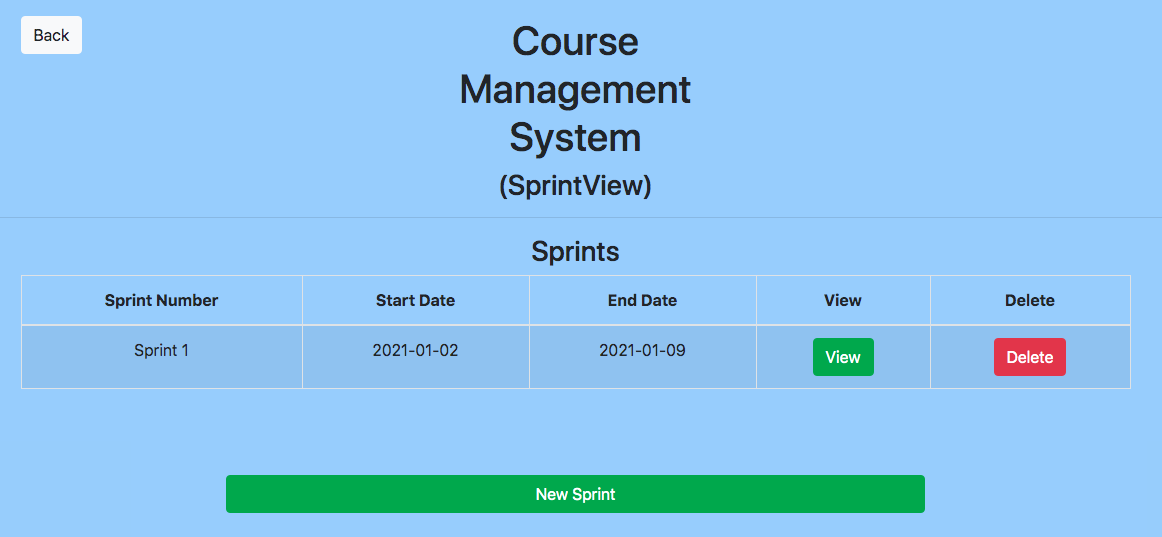 Back
Course
Management
System
(SprintView)
Sprints
Sprint Number Start Date End Date View Delete
Sprint 1 2021-01-02 2021-01-09 View Delete
New Sprint